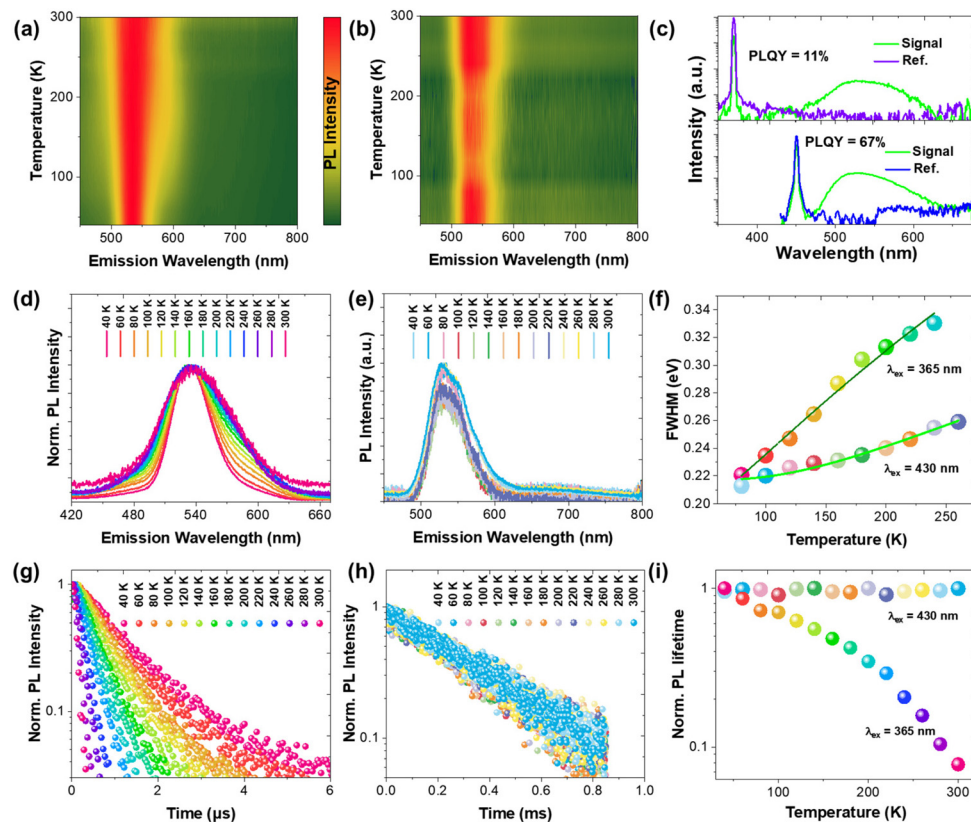 (a)
300
200
100
Temperature (K)
500 600 700 800
Emission Wavelength (nm)
PL Intensity
(b)
300
200
100
Temperature (K)
500 600 700 800
Emission Wavelength (nm)
(c)
PLQY = 11%
Signal
Ref.
PLQY = 67%
Signal
Ref.
Intensity (a.u.)
400 500 600
Wavelength (nm)
(d)
40 K 60 K 80 K 100 K 120 K 140 K 160 K 180 K 200 K 220 K 240 K 260 K 280 K 300 K
Norm. PL Intensity
420 480 540 600 660
Emission Wavelength (nm)
(e)
40 K 60 K 80 K 100 K 120 K 140 K 160 K 180 K 200 K 220 K 240 K 260 K 280 K 300 K
PL Intensity (a.u.)
500 600 700 800
Emission Wavelength (nm)
(f)
0.34
0.32
0.30
0.28
0.26
0.24
0.22
0.20
FWHM (eV)
λex = 365 nm
λex = 430 nm
100 150 200 250
Temperature (K)
(g)
40 K 60 K 80 K 100 K 120 K 140 K 160 K 180 K 200 K 220 K 240 K 260 K 280 K 300 K
1
0.1
Norm. PL Intensity
0 2 4 6
Time (µs)
(h)
40 K 60 K 80 K 100 K 120 K 140 K 160 K 180 K 200 K 220 K 240 K 260 K 280 K 300 K
1
0.1
Norm. PL Intensity
0.0 0.2 0.4 0.6 0.8 1.0
Time (ms)
(i)
1
0.1
Norm. PL lifetime
λex = 430 nm
λex = 365 nm
100 200 300
Temperature (K)